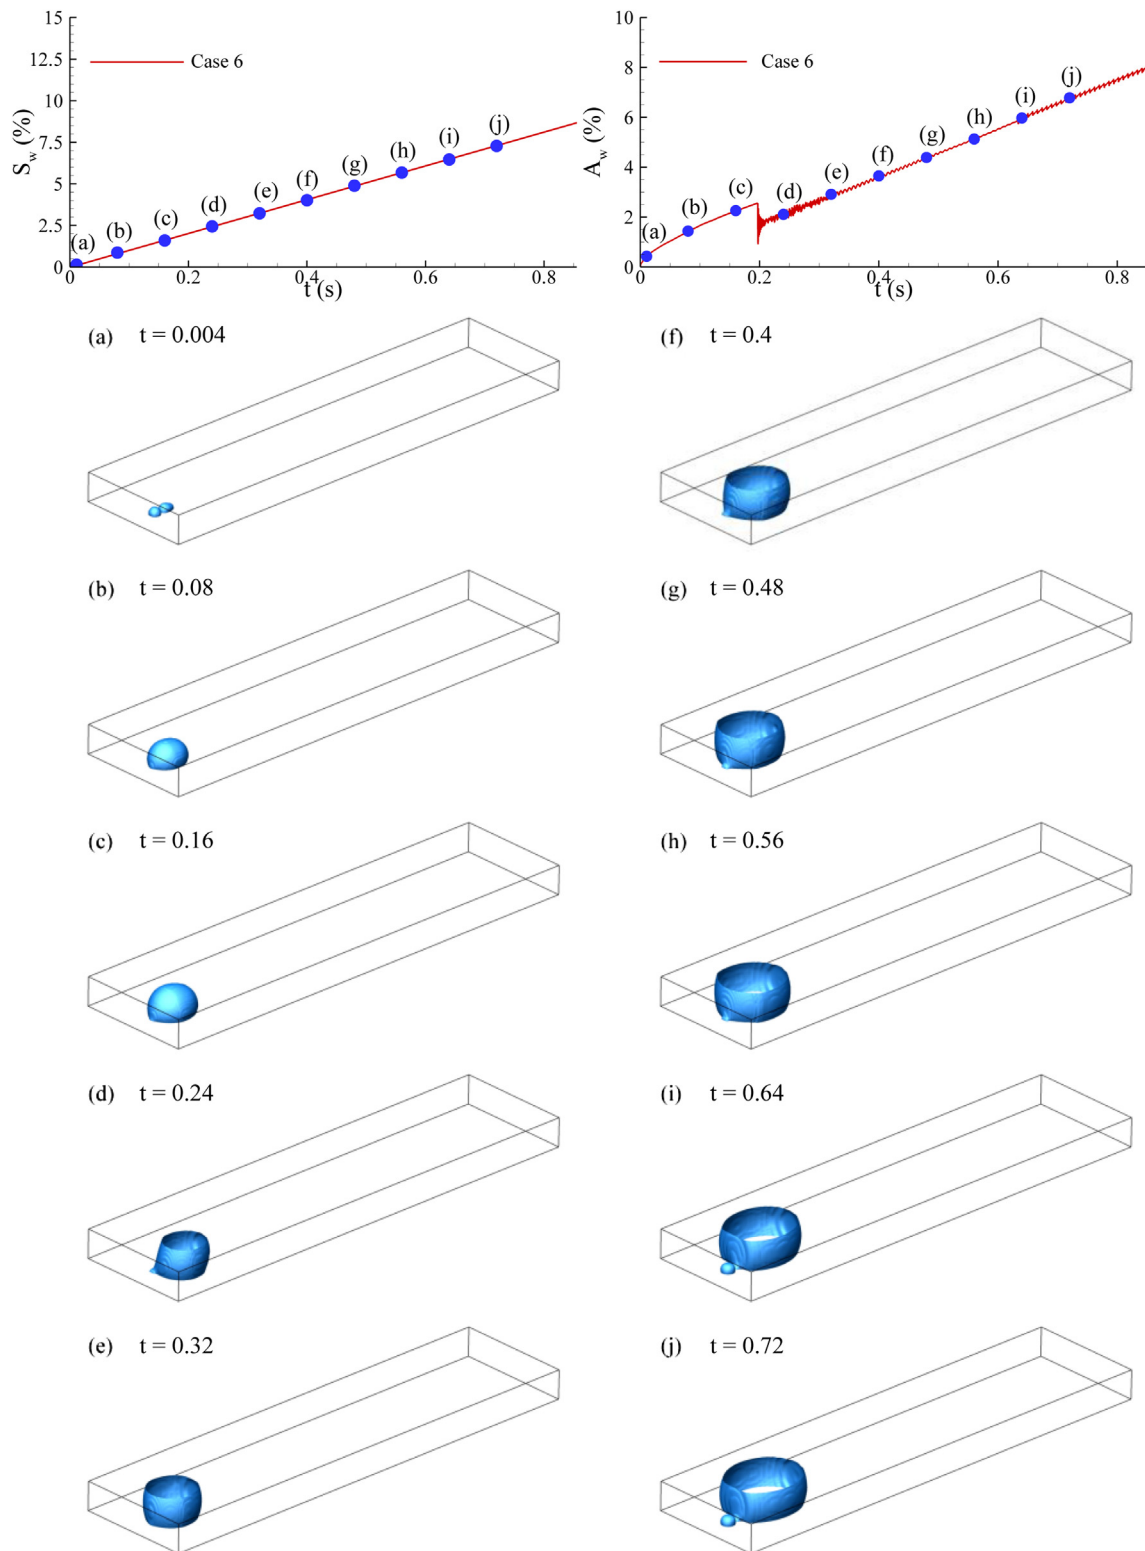 15
12.5
10
7.5
5
2.5
0
S_w (%)
Case 6
(a) (b) (c) (d) (e) (f) (g) (h) (i) (j)
0 0.2 0.4 0.6 0.8
t (s)
10
8
6
4
2
0
A_w (%)
Case 6
(a) (b) (c) (d) (e) (f) (g) (h) (i) (j)
0 0.2 0.4 0.6 0.8
t (s)
(a) t = 0.004
(f) t = 0.4
(b) t = 0.08
(g) t = 0.48
(c) t = 0.16
(h) t = 0.56
(d) t = 0.24
(i) t = 0.64
(e) t = 0.32
(j) t = 0.72